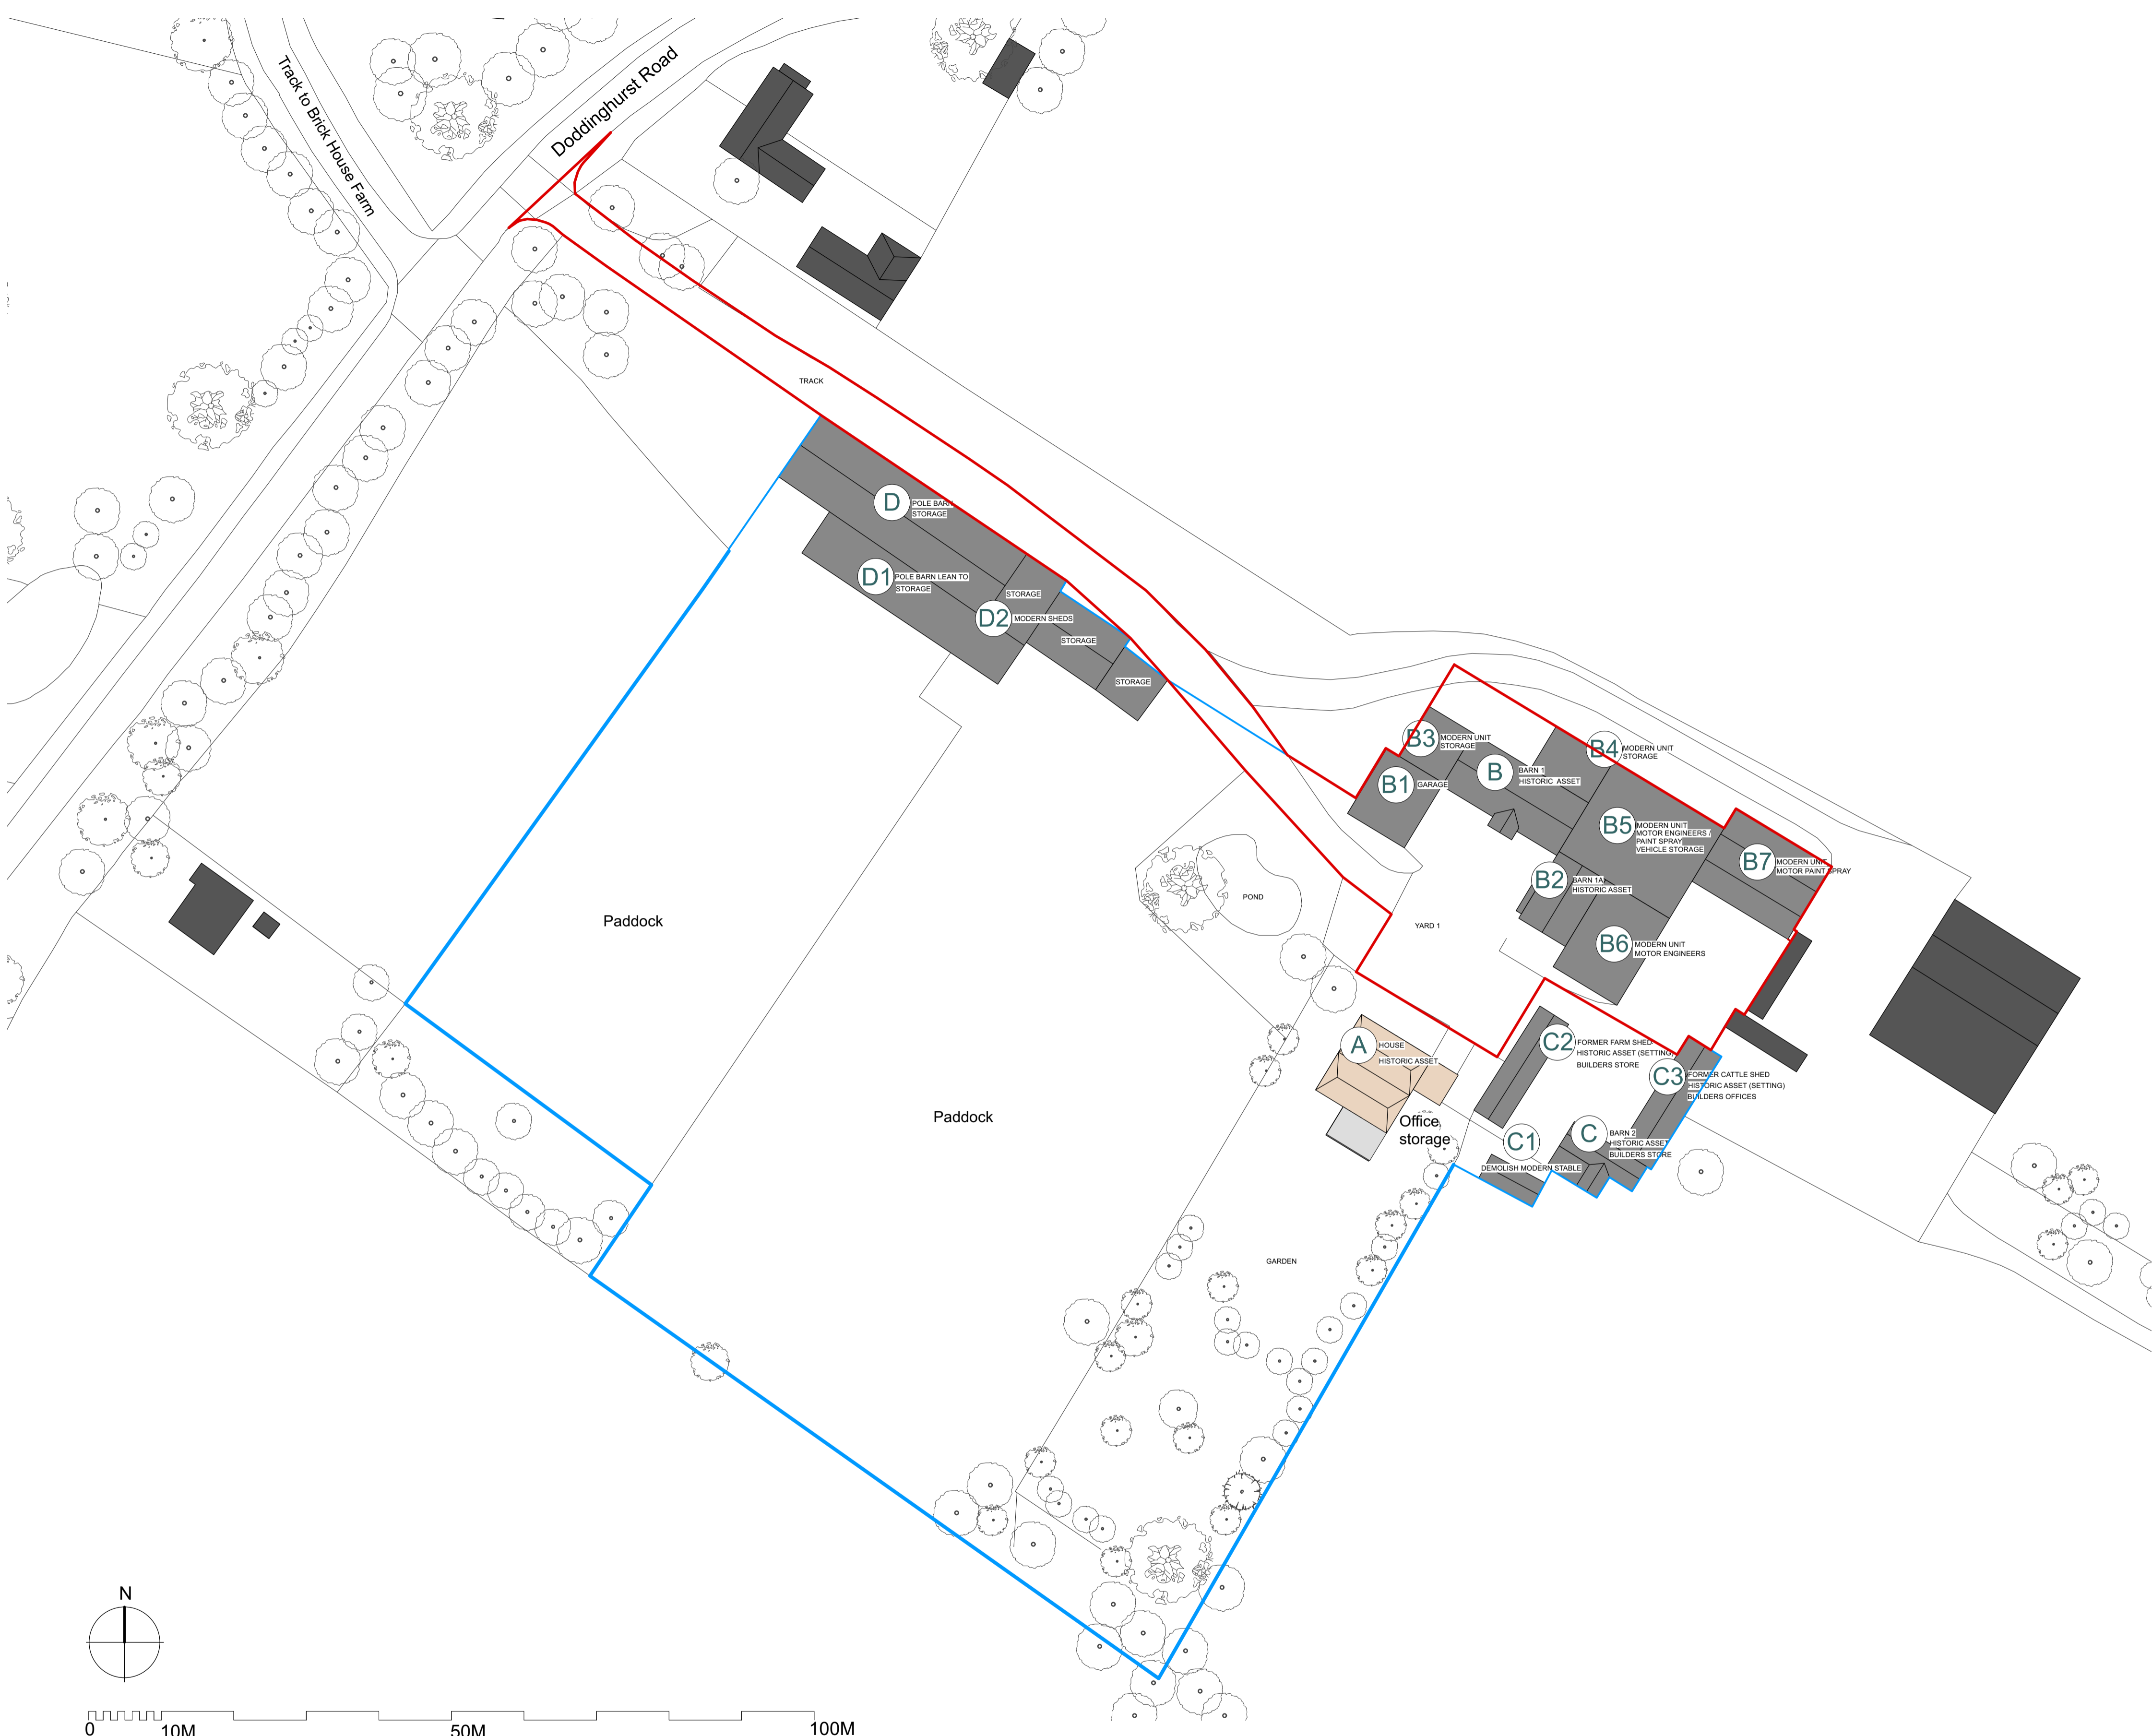 Track to Brick House Farm
Doddinghurst Road
TRACK
D
POLE BARN
STORAGE
D1
POLE BARN LEAN TO
STORAGE
STORAGE
D2
MODERN SHEDS
STORAGE
STORAGE
B3
MODERN UNIT
STORAGE
B4
MODERN UNIT
STORAGE
B
BARN 1
HISTORIC ASSET
B1
GARAGE
B5
MODERN UNIT
MOTOR ENGINEERS /
PAINT SPRAY
VEHICLE STORAGE
B7
MODERN UNIT
MOTOR PAINT SPRAY
B2
BARN 1A
HISTORIC ASSET
POND
Paddock
YARD 1
B6
MODERN UNIT
MOTOR ENGINEERS
A
HOUSE
HISTORIC ASSET
C2
FORMER FARM SHED
HISTORIC ASSET (SETTING)
BUILDERS STORE
C3
FORMER CATTLE SHED
HISTORIC ASSET (SETTING)
BUILDERS OFFICES
Paddock
Office
storage
C1
DEMOLISH MODERN STABLE
C
BARN 2
HISTORIC ASSET
BUILDERS STORE
GARDEN
N
0 10M 50M 100M